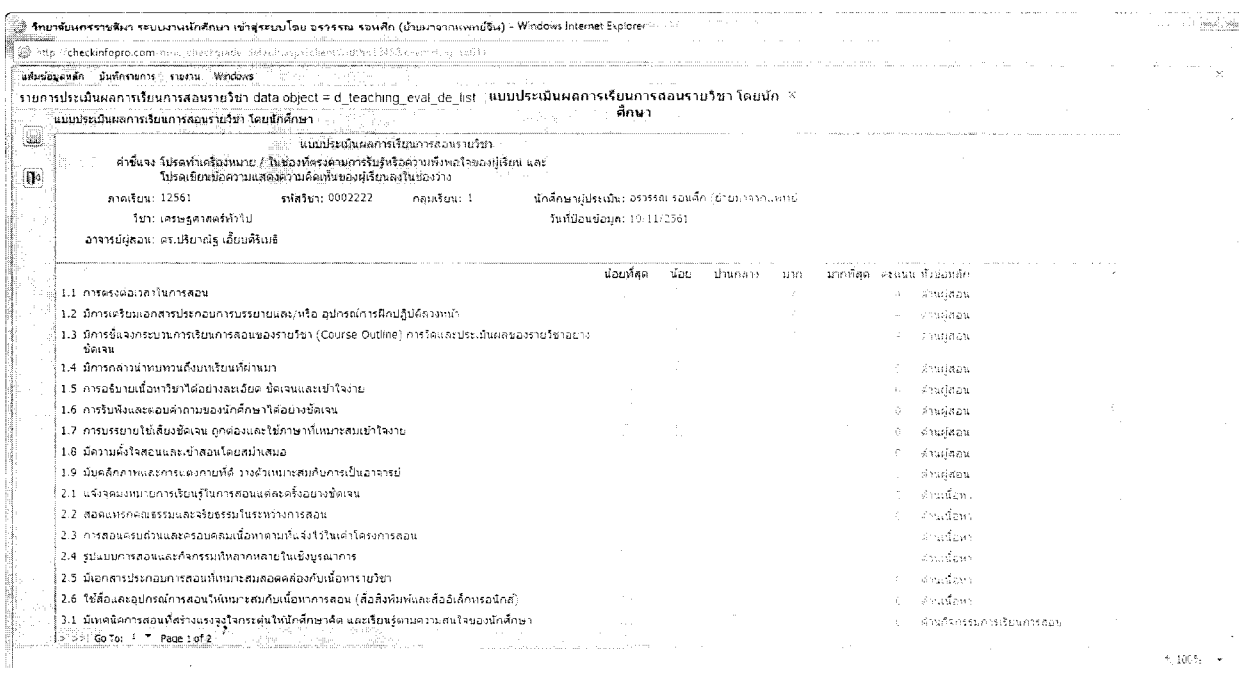 วิทยาลัยนครราชสีมา ระบบงานนักศึกษา เข้าสู่ระบบโดย อรวรรณ รอนศึก (ย้ายมาจากแพทย์จีน) - Windows Internet Explorer
http://checkinfopro.com
แฟ้มข้อมูลหลัก บันทึกรายการ รายงาน Windows
รายการประเมินผลการเรียนการสอนรายวิชา data object = d_teaching_eval_de_list แบบประเมินผลการเรียนการสอนรายวิชา โดยนักศึกษา ×
แบบประเมินผลการเรียนการสอนรายวิชา โดยนักศึกษา
แบบประเมินผลการเรียนการสอนรายวิชา
คำชี้แจง โปรดทำเครื่องหมาย / ในช่องที่ตรงตามการรับรู้หรือความพึงพอใจของผู้เรียน และ
โปรดเขียนข้อความแสดงความคิดเห็นของผู้เรียนลงในช่องว่าง
ภาคเรียน: 12561 รหัสวิชา: 0002222 กลุ่มเรียน: 1 นักศึกษาผู้ประเมิน: อรวรรณ รอนศึก (ย้ายมาจากแพทย์
วิชา: เศรษฐศาสตร์ทั่วไป วันที่ป้อนข้อมูล: 19/11/2561
อาจารย์ผู้สอน: ดร.ปริยาณัฐ เอี๊ยบศิริเมธี
น้อยที่สุด น้อย ปานกลาง มาก มากที่สุด คะแนน หัวข้อหลัก
1.1 การตรงต่อเวลาในการสอน / 4 ด้านผู้สอน
1.2 มีการเตรียมเอกสารประกอบการบรรยายและ/หรือ อุปกรณ์การฝึกปฏิบัติล่วงหน้า / ด้านผู้สอน
1.3 มีการชี้แจงกระบวนการเรียนการสอนของรายวิชา (Course Outline) การวัดและประเมินผลของรายวิชาอย่าง ด้านผู้สอน
ชัดเจน
1.4 มีการกล่าวนำทบทวนถึงบทเรียนที่ผ่านมา ด้านผู้สอน
1.5 การอธิบายเนื้อหาวิชาได้อย่างละเอียด ชัดเจนและเข้าใจง่าย ด้านผู้สอน
1.6 การรับฟังและตอบคำถามของนักศึกษาได้อย่างชัดเจน 0 ด้านผู้สอน
1.7 การบรรยายใช้เสียงชัดเจน ถูกต้องและใช้ภาษาที่เหมาะสมเข้าใจง่าย 0 ด้านผู้สอน
1.8 มีความตั้งใจสอนและเข้าสอนโดยสม่ำเสมอ 0 ด้านผู้สอน
1.9 มีบุคลิกภาพและการแต่งกายที่ดี วางตัวเหมาะสมกับการเป็นอาจารย์ ด้านผู้สอน
2.1 แจ้งจุดมุ่งหมายการเรียนรู้ในการสอนแต่ละครั้งอย่างชัดเจน ด้านเนื้อหา
2.2 สอดแทรกคุณธรรมและจริยธรรมในระหว่างการสอน ด้านเนื้อหา
2.3 การสอนครบถ้วนและครอบคลุมเนื้อหาตามที่แจ้งไว้ในเค้าโครงการสอน ด้านเนื้อหา
2.4 รูปแบบการสอนและกิจกรรมที่หลากหลายในเชิงบูรณาการ ด้านเนื้อหา
2.5 มีเอกสารประกอบการสอนที่เหมาะสมสอดคล้องกับเนื้อหารายวิชา ด้านเนื้อหา
2.6 ใช้สื่อและอุปกรณ์การสอนให้เหมาะสมกับเนื้อหาการสอน (สื่อสิ่งพิมพ์และสื่ออิเล็กทรอนิกส์) ด้านเนื้อหา
3.1 มีเทคนิคการสอนที่สร้างแรงจูงใจกระตุ้นให้นักศึกษาคิด และเรียนรู้ตามความสนใจของนักศึกษา ด้านกิจกรรมการเรียนการสอน
Go To: Page 1 of 2
100%